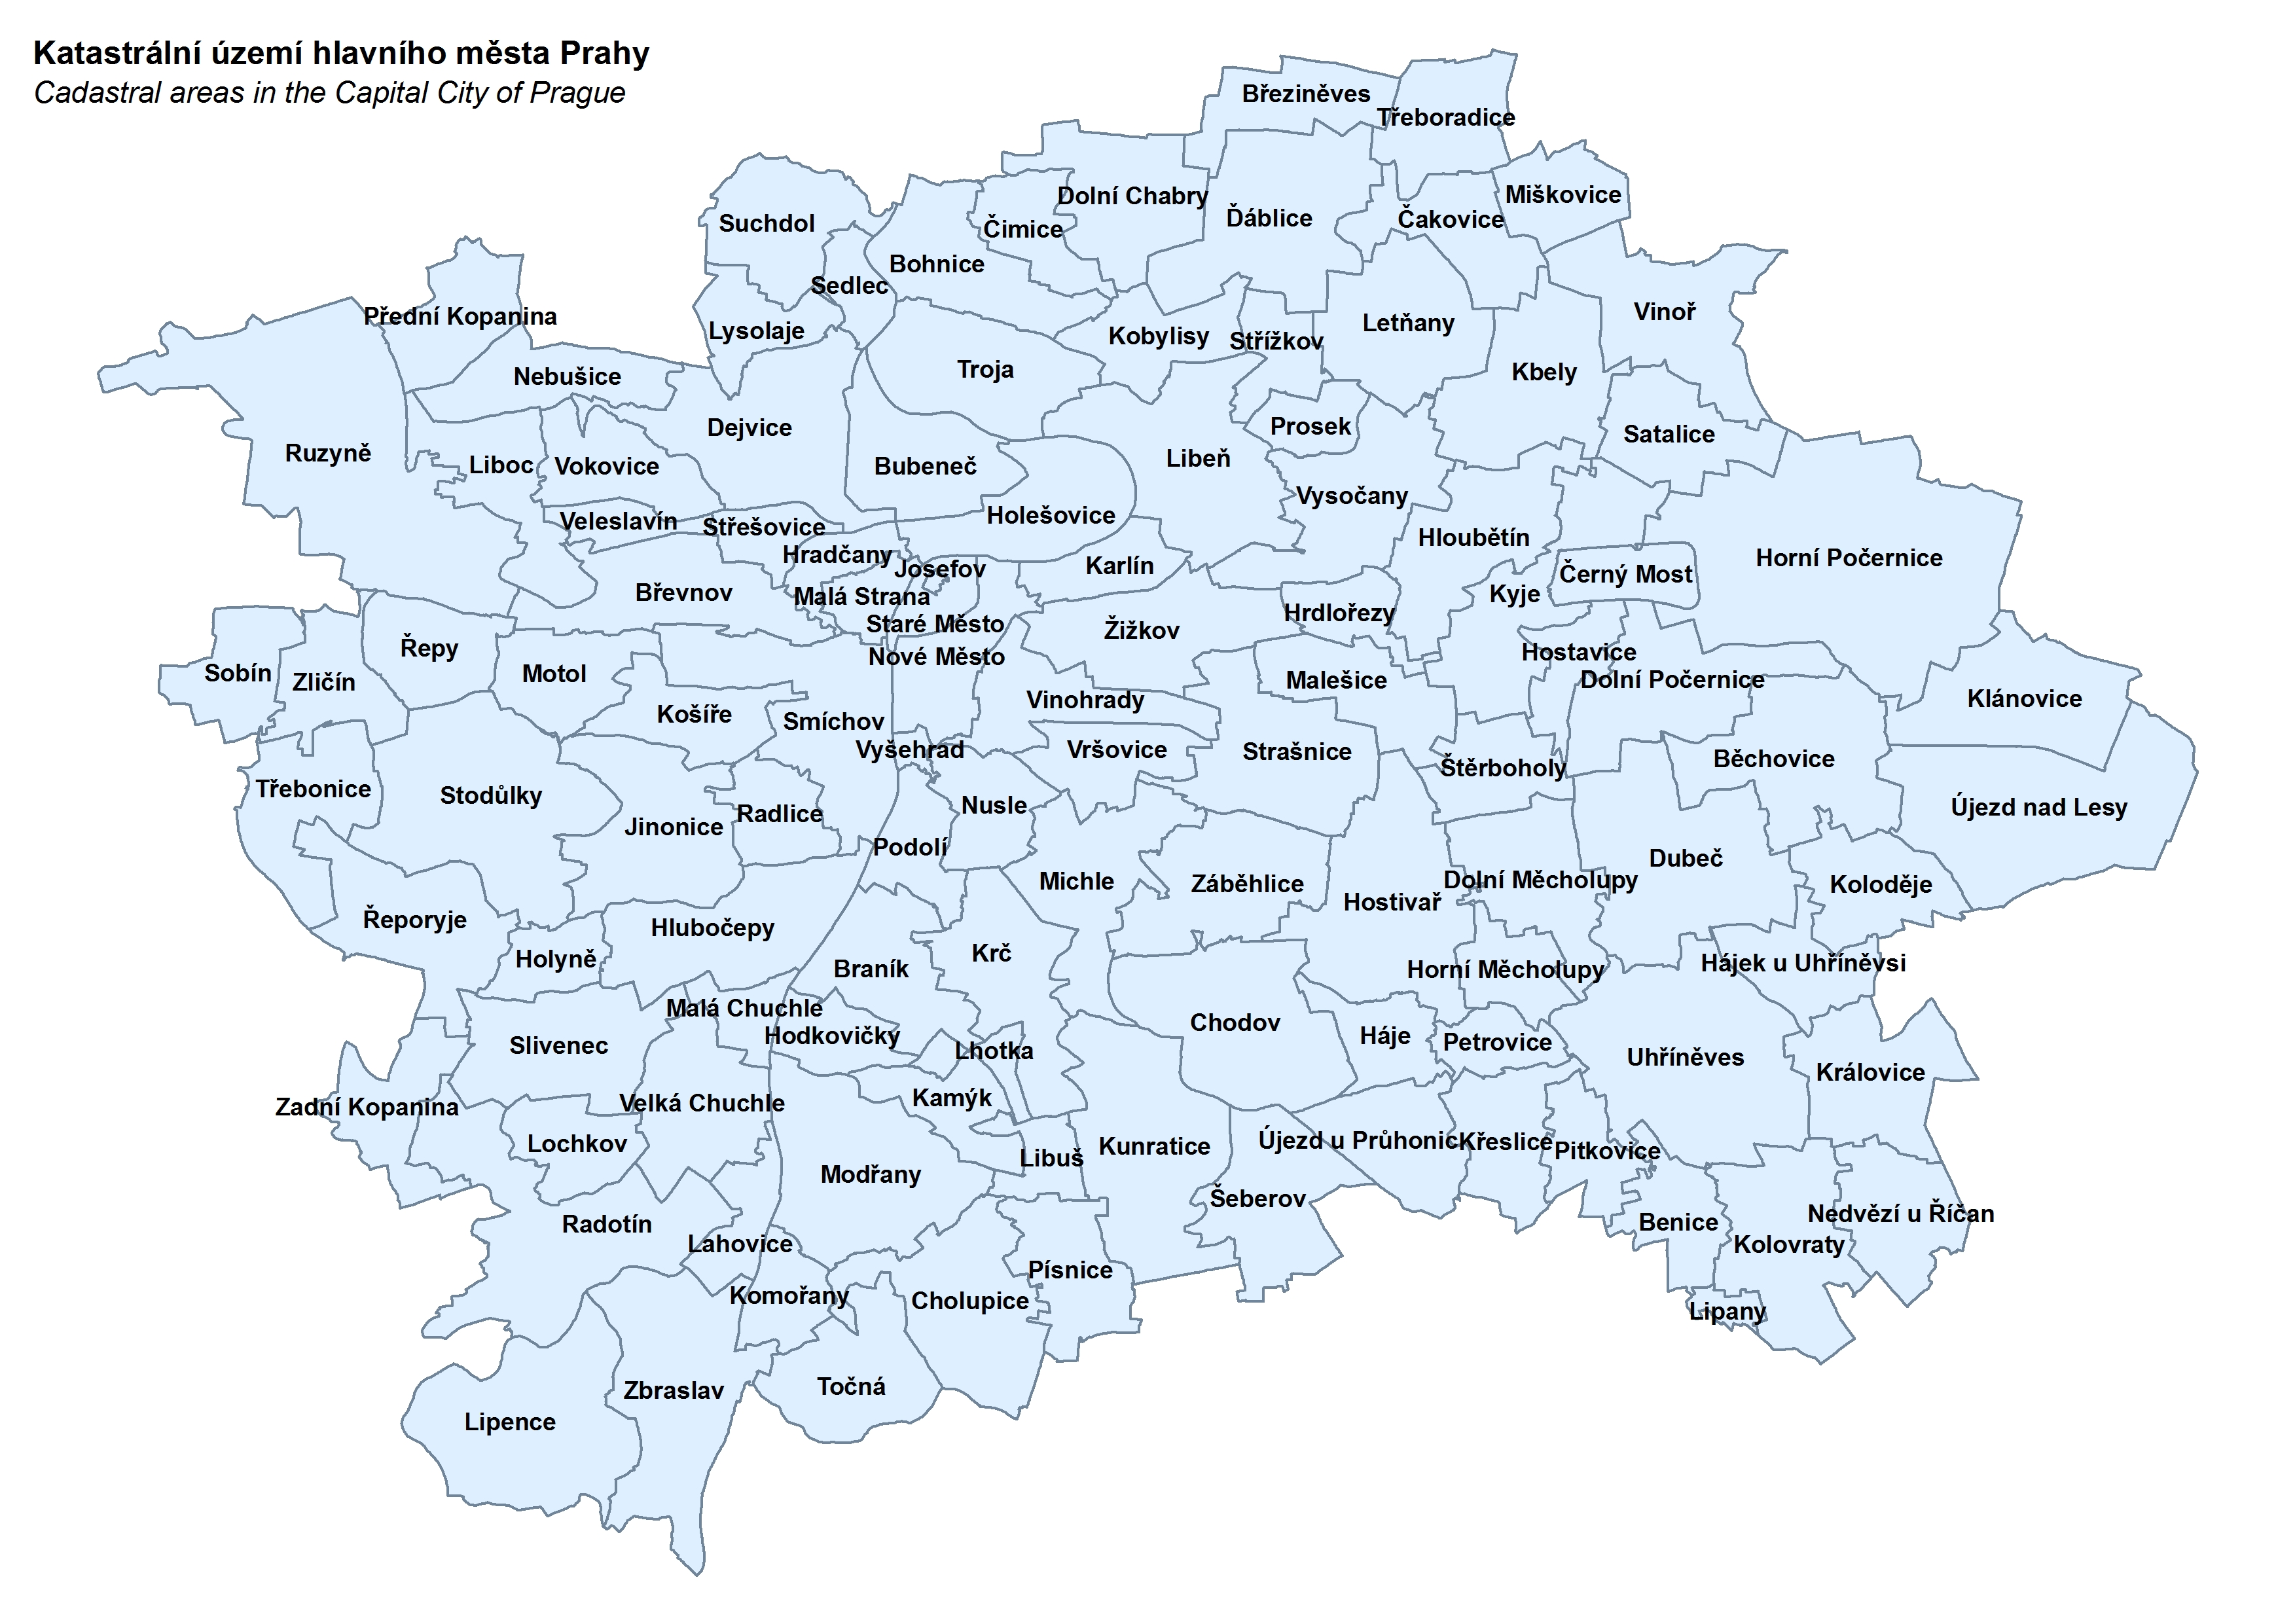 Katastrální území hlavního města Prahy
Cadastral areas in the Capital City of Prague
Březiněves
Třeboradice
Miškovice
Dolní Chabry
Ďáblice
Čakovice
Suchdol
Čimice
Bohnice
Sedlec
Vinoř
Přední Kopanina
Letňany
Lysolaje
Kobylisy
Střížkov
Troja
Kbely
Nebušice
Dejvice
Prosek
Satalice
Ruzyně
Libeň
Liboc
Vokovice
Bubeneč
Vysočany
Holešovice
Veleslavín
Střešovice
Hloubětín
Hradčany
Horní Počernice
Karlín
Josefov
Černý Most
Břevnov
Kyje
Malá Strana
Hrdlořezy
Staré Město
Žižkov
Řepy
Hostavice
Nové Město
Sobín
Motol
Dolní Počernice
Malešice
Zličín
Klánovice
Vinohrady
Košíře
Smíchov
Vyšehrad
Vršovice
Strašnice
Běchovice
Štěrboholy
Třebonice
Stodůlky
Nusle
Újezd nad Lesy
Radlice
Jinonice
Podolí
Dubeč
Michle
Dolní Měcholupy
Záběhlice
Koloděje
Hostivař
Řeporyje
Hlubočepy
Krč
Holyně
Hájek u Uhříněvsi
Braník
Horní Měcholupy
Malá Chuchle
Chodov
Hodkovičky
Háje
Petrovice
Slivenec
Lhotka
Uhříněves
Královice
Kamýk
Velká Chuchle
Zadní Kopanina
Újezd u Průhonic
Křeslice
Lochkov
Kunratice
Pitkovice
Libuš
Modřany
Šeberov
Nedvězí u Říčan
Benice
Radotín
Lahovice
Kolovraty
Písnice
Komořany
Cholupice
Lipany
Točná
Zbraslav
Lipence